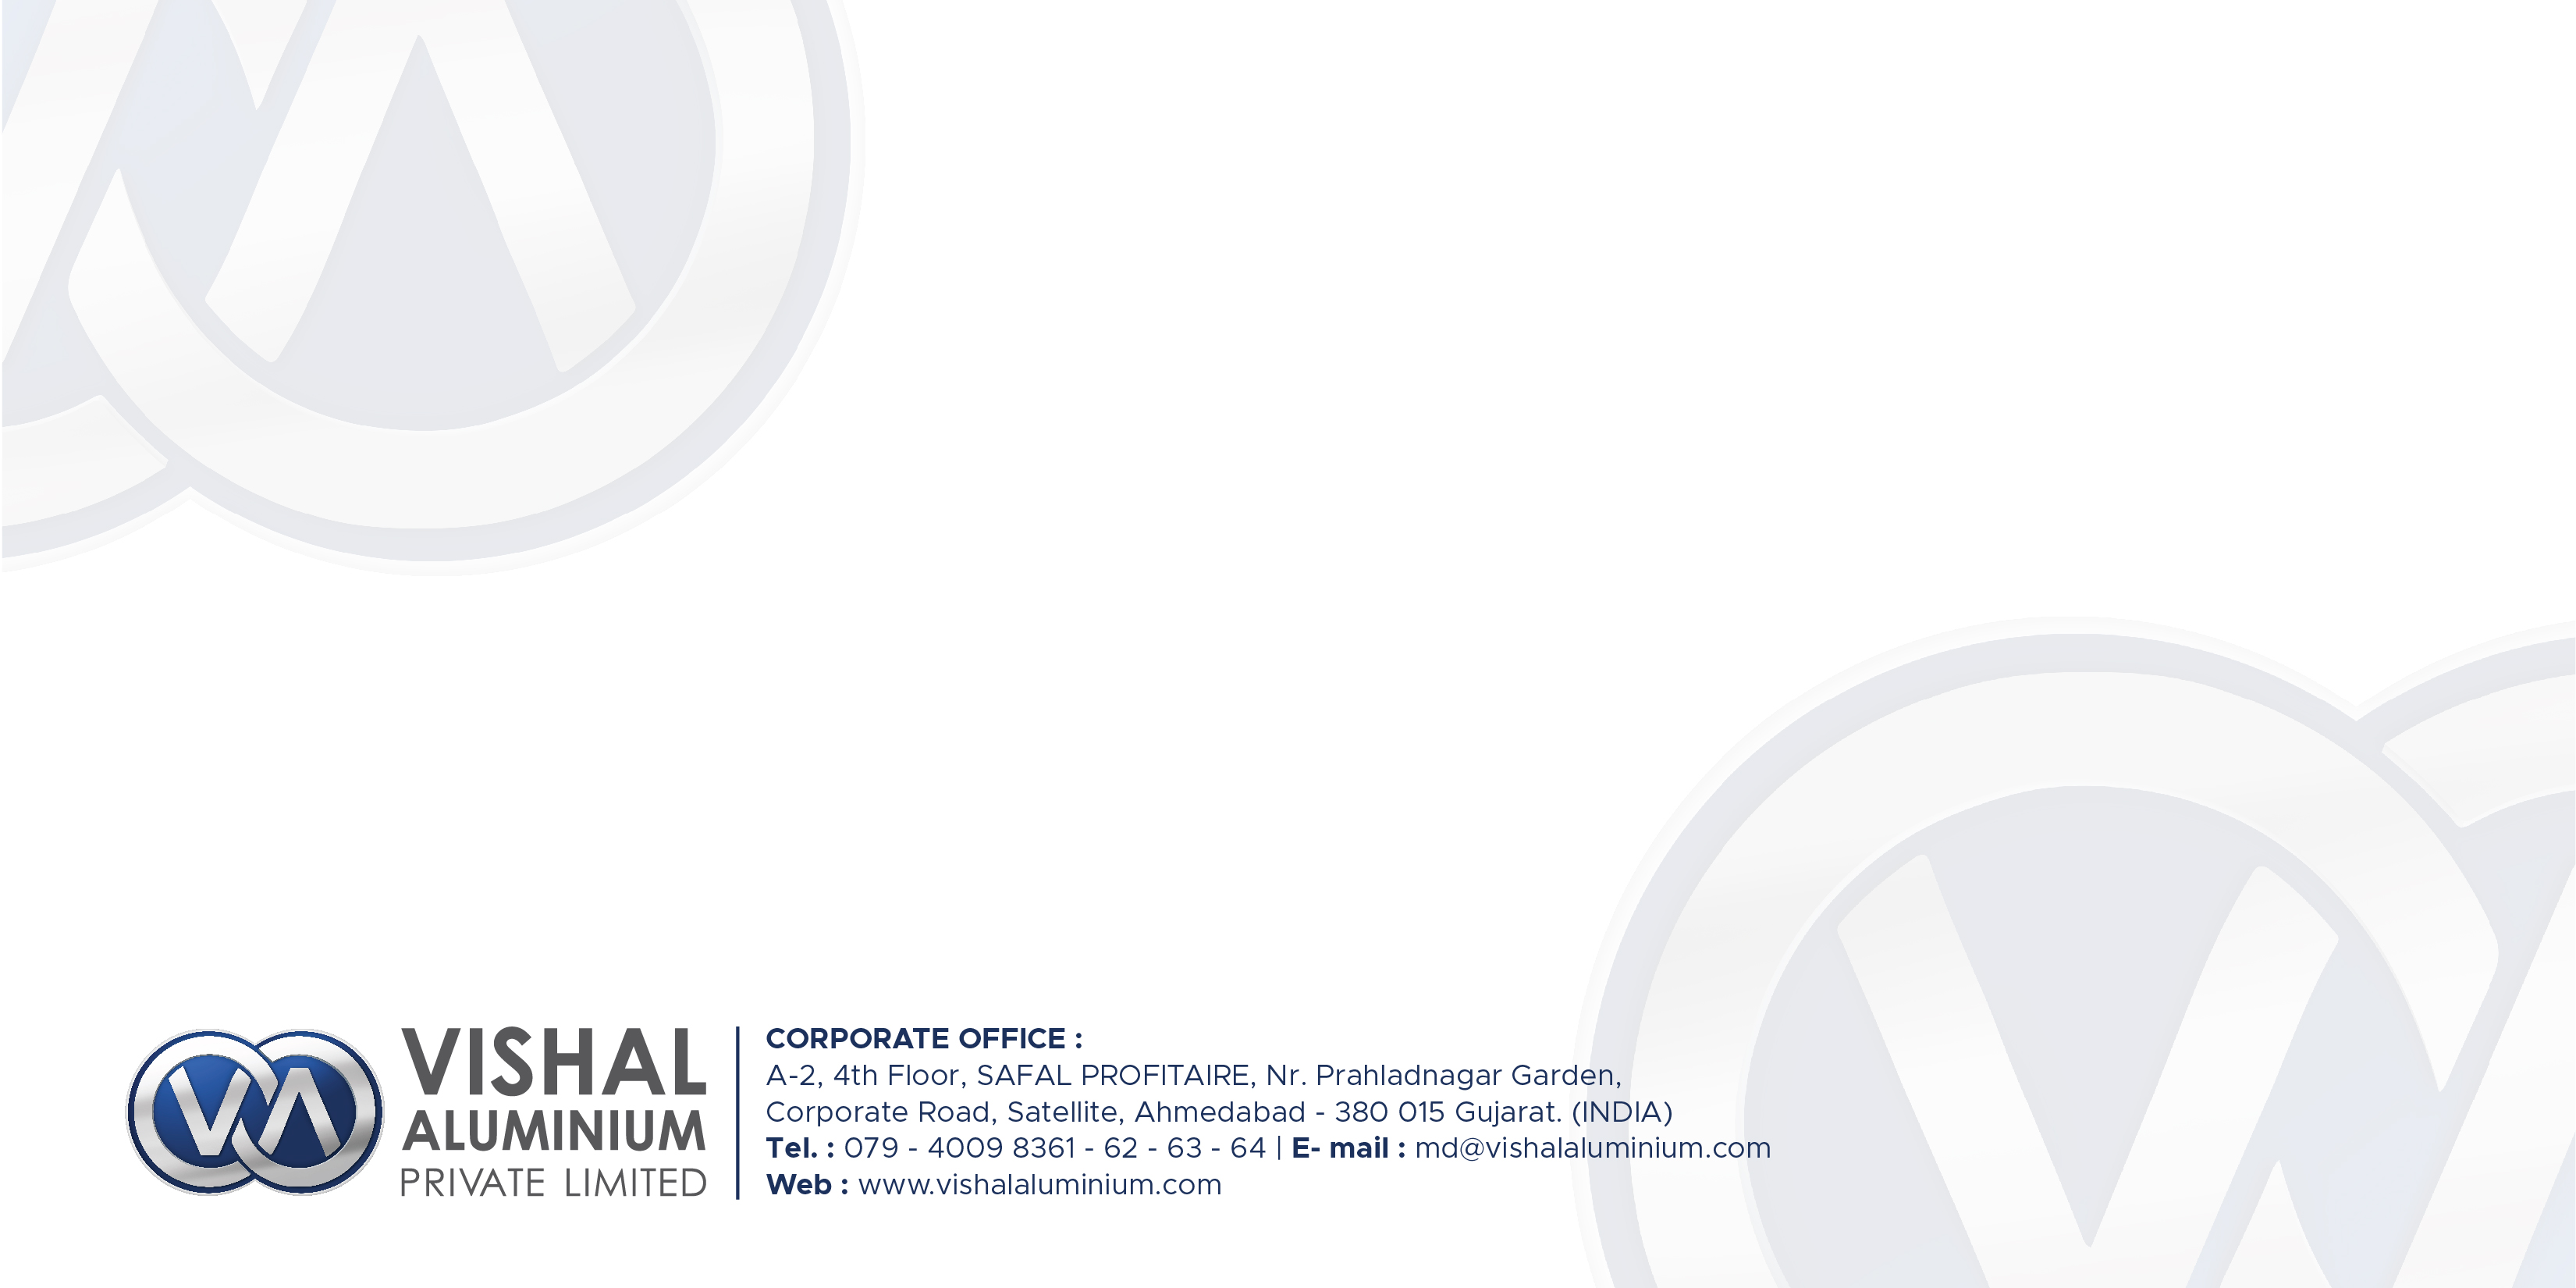 VA
VISHAL
ALUMINIUM
PRIVATE LIMITED
CORPORATE OFFICE :
A-2, 4th Floor, SAFAL PROFITAIRE, Nr. Prahladnagar Garden,
Corporate Road, Satellite, Ahmedabad - 380 015 Gujarat. (INDIA)
Tel. : 079 - 4009 8361 - 62 - 63 - 64 | E- mail : md@vishalaluminium.com
Web : www.vishalaluminium.com